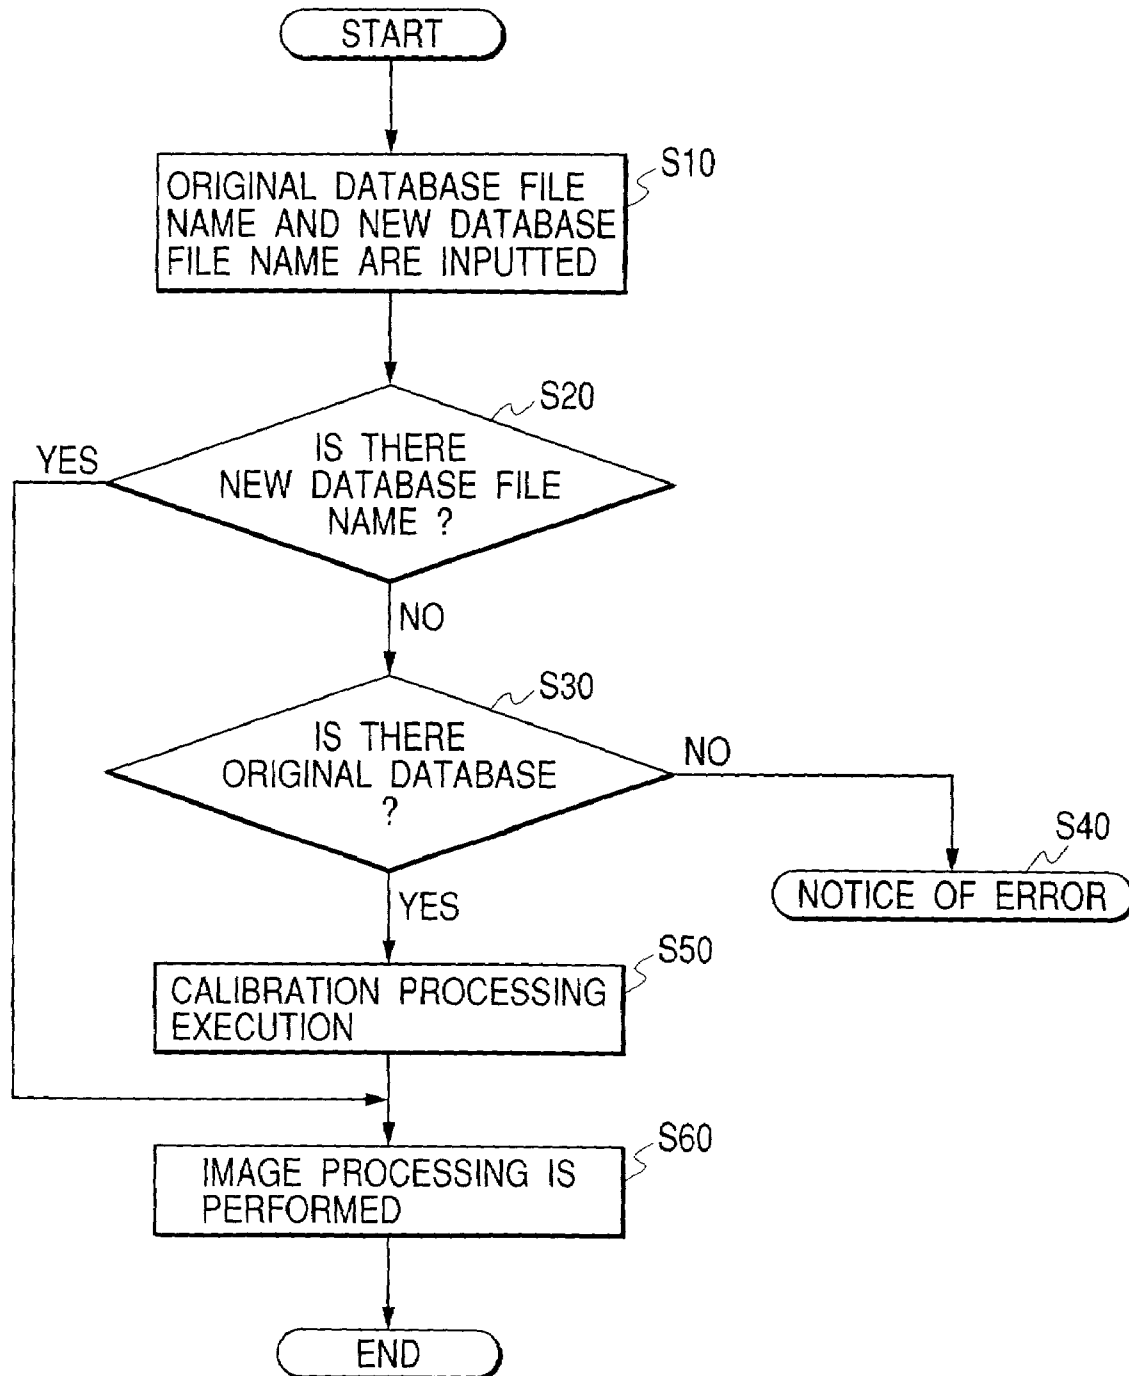 START
S10
ORIGINAL DATABASE FILE
NAME AND NEW DATABASE
FILE NAME ARE INPUTTED
S20
YES
IS THERE
NEW DATABASE FILE
NAME ?
NO
S30
IS THERE
ORIGINAL DATABASE
?
NO
S40
NOTICE OF ERROR
YES
S50
CALIBRATION PROCESSING
EXECUTION
S60
IMAGE PROCESSING IS
PERFORMED
END